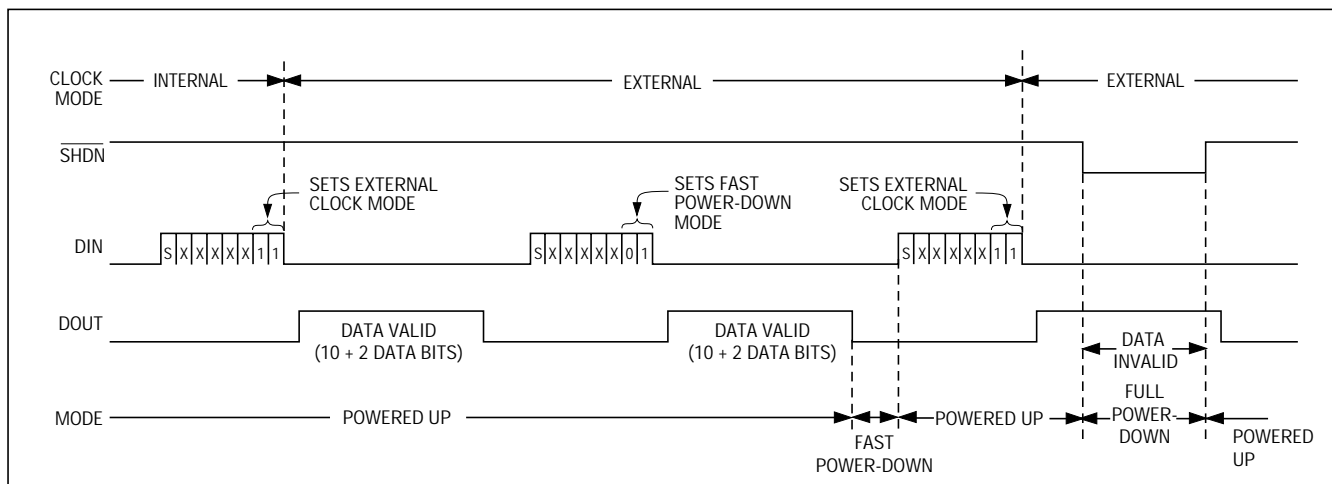 CLOCK
MODE
INTERNAL
EXTERNAL
EXTERNAL
SHDN
SETS EXTERNAL
CLOCK MODE
SETS FAST
POWER-DOWN
MODE
SETS EXTERNAL
CLOCK MODE
DIN
S X X X X X 1 1
S X X X X X 0 1
S X X X X X 1 1
DOUT
DATA VALID
(10 + 2 DATA BITS)
DATA VALID
(10 + 2 DATA BITS)
DATA
INVALID
MODE
POWERED UP
FAST
POWER-DOWN
POWERED UP
FULL
POWER-
DOWN
POWERED
UP